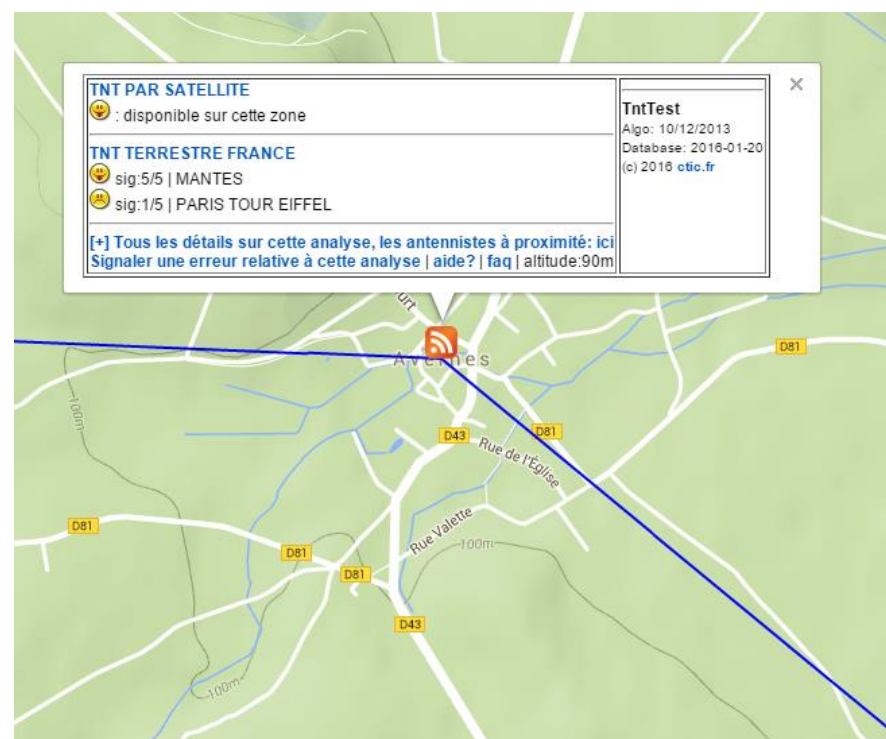 TNT PAR SATELLITE
: disponible sur cette zone
TNT TERRESTRE FRANCE
sig:5/5 | MANTES
sig:1/5 | PARIS TOUR EIFFEL
[+] Tous les détails sur cette analyse, les antennistes à proximité: ici
Signaler une erreur relative à cette analyse | aide? | faq | altitude:90m
TntTest
Algo: 10/12/2013
Database: 2016-01-20
(c) 2016 ctic.fr
×
urt
Avernes
D81
100m
D43
D81
Rue de l'Église
D81
Rue Valette
100m
D81
D81
D43
100m